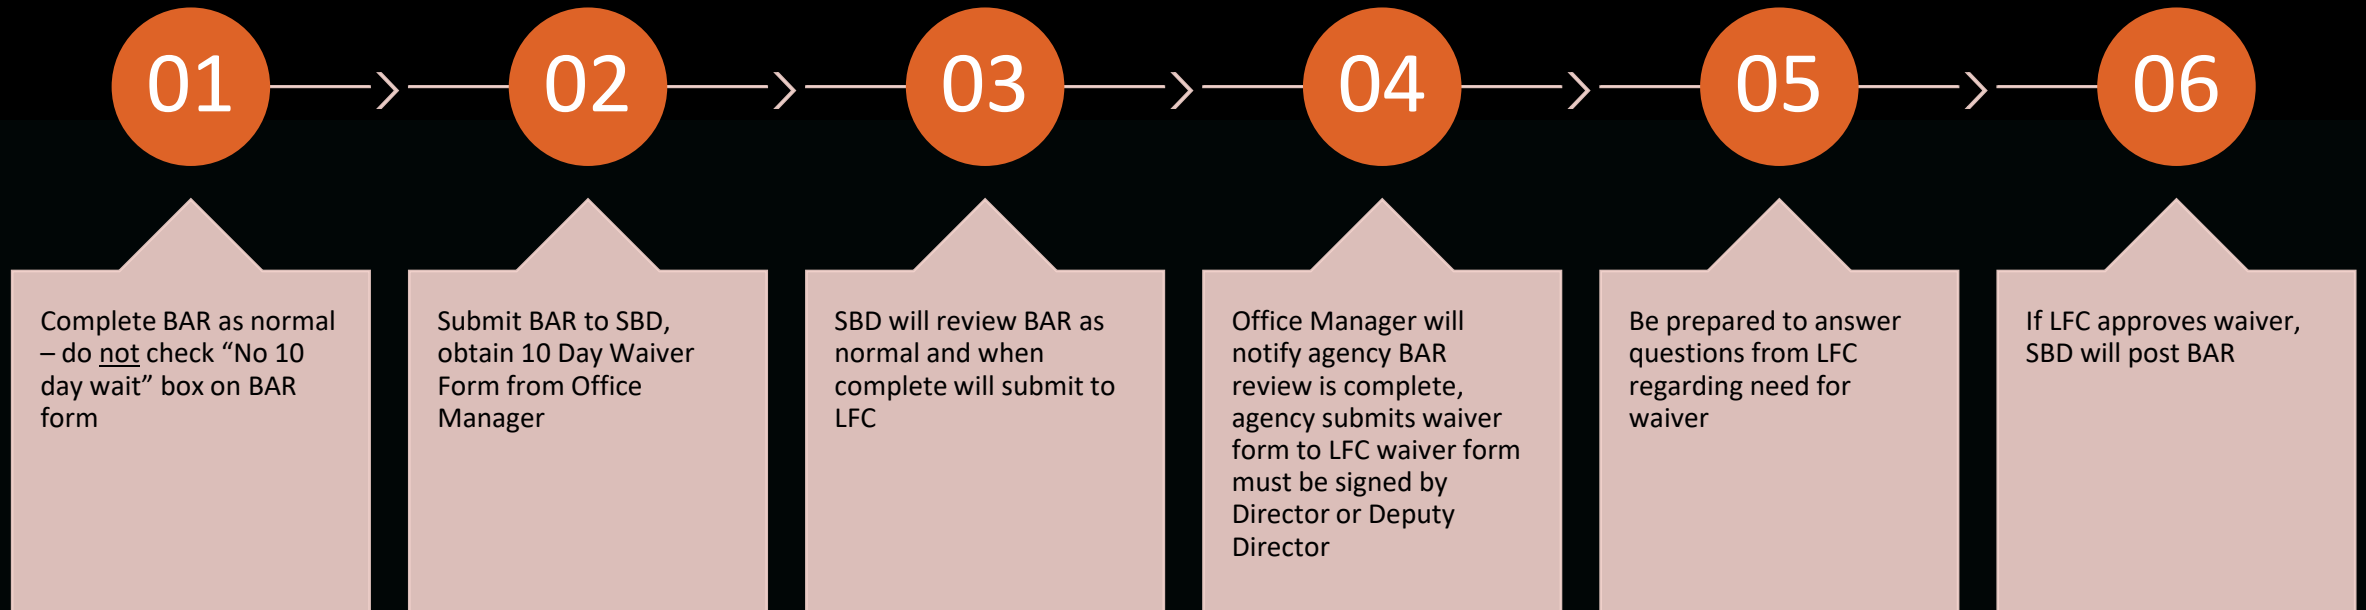 01
02
03
04
05
06
Complete BAR as normal
– do not check “No 10
day wait” box on BAR
form
Submit BAR to SBD,
obtain 10 Day Waiver
Form from Office
Manager
SBD will review BAR as
normal and when
complete will submit to
LFC
Office Manager will
notify agency BAR
review is complete,
agency submits waiver
form to LFC waiver form
must be signed by
Director or Deputy
Director
Be prepared to answer
questions from LFC
regarding need for
waiver
If LFC approves waiver,
SBD will post BAR